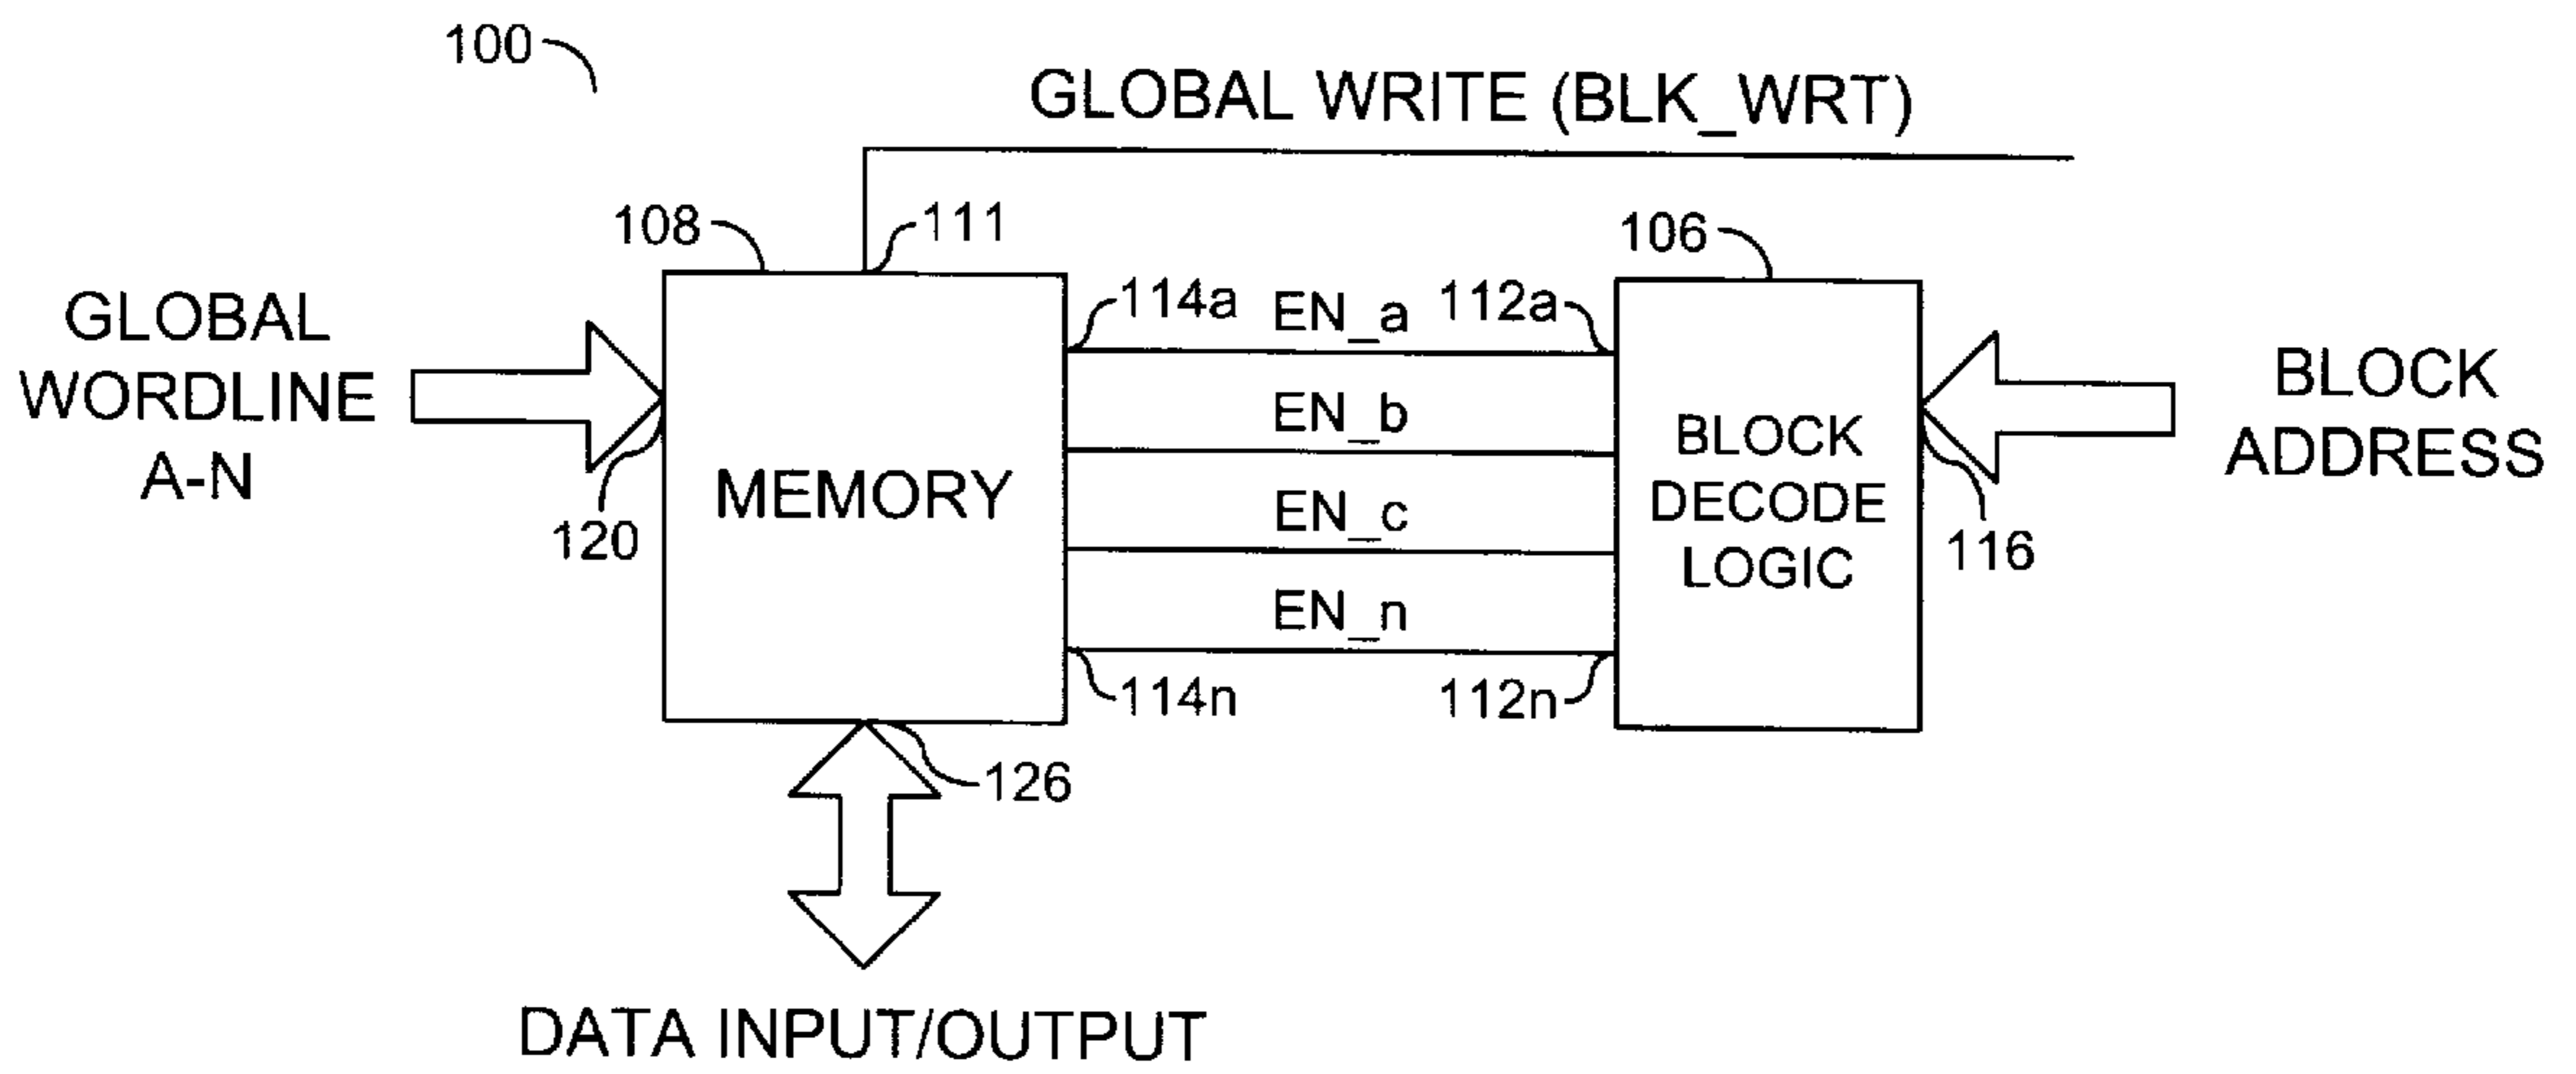 100
GLOBAL WRITE (BLK_WRT)
108
111
106
GLOBAL
WORDLINE
A-N
120
MEMORY
114a
EN_a
112a
EN_b
EN_c
EN_n
114n
112n
BLOCK
DECODE
LOGIC
116
BLOCK
ADDRESS
126
DATA INPUT/OUTPUT